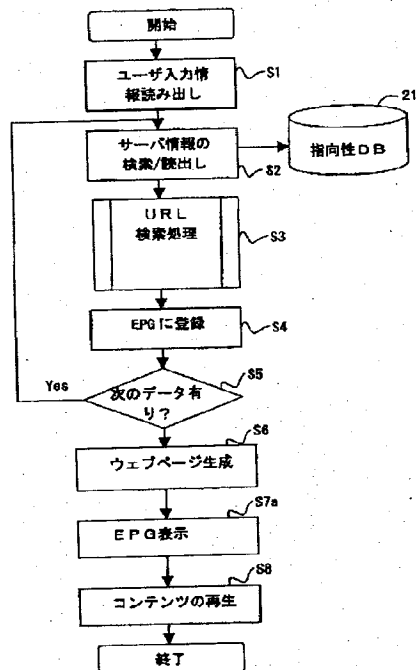 開始
ユーザ入力情
報読み出し
S1
21
サーバ情報の
検索/読出し
S2
指向性DB
URL
検索処理
S3
EPGに登録
S4
S5
Yes
次のデータ有
り？
S6
ウェブページ生成
S7a
EPG表示
S8
コンテンツの再生
終了